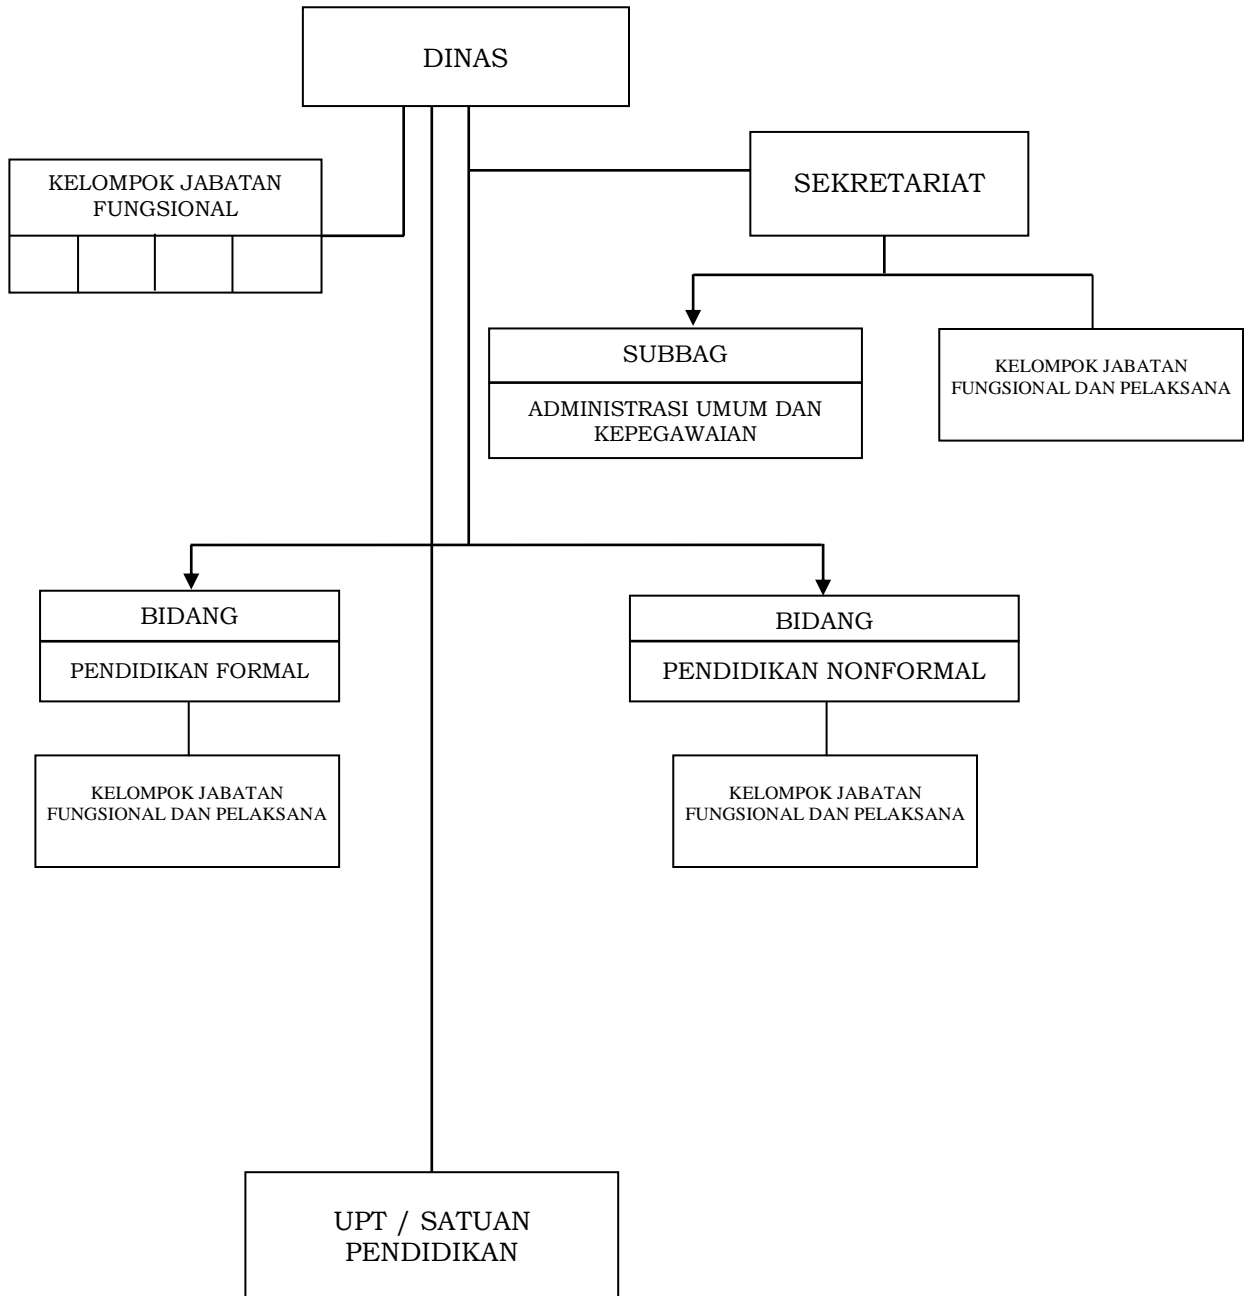 DINAS
KELOMPOK JABATAN
FUNGSIONAL
SEKRETARIAT
SUBBAG
ADMINISTRASI UMUM DAN
KEPEGAWAIAN
KELOMPOK JABATAN
FUNGSIONAL DAN PELAKSANA
BIDANG
PENDIDIKAN FORMAL
BIDANG
PENDIDIKAN NONFORMAL
KELOMPOK JABATAN
FUNGSIONAL DAN PELAKSANA
KELOMPOK JABATAN
FUNGSIONAL DAN PELAKSANA
UPT / SATUAN
PENDIDIKAN